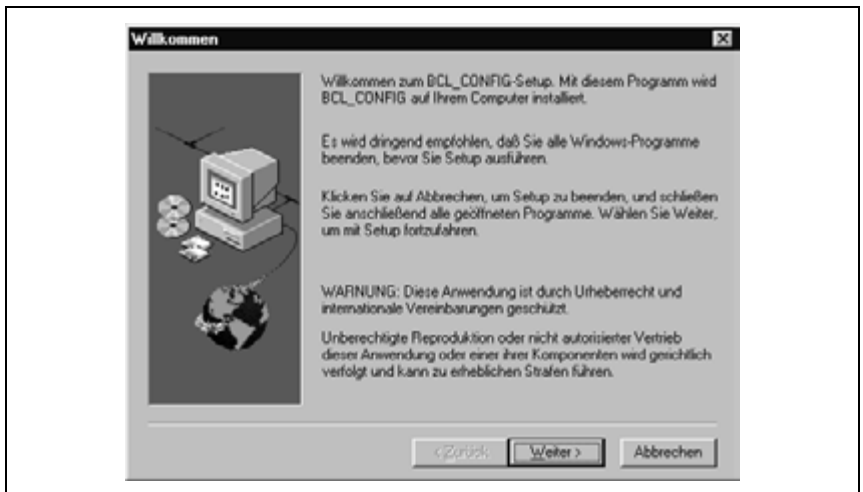 Willkommen
Willkommen zum BCL_CONFIG-Setup. Mit diesem Programm wird
BCL_CONFIG auf Ihrem Computer installiert.
Es wird dringend empfohlen, daß Sie alle Windows-Programme
beenden, bevor Sie Setup ausführen.
Klicken Sie auf Abbrechen, um Setup zu beenden, und schließen
Sie anschließend alle geöffneten Programme. Wählen Sie Weiter,
um mit Setup fortzufahren.
WARNUNG: Diese Anwendung ist durch Urheberrecht und
internationale Vereinbarungen geschützt.
Unberechtigte Reproduktion oder nicht autorisierter Vertrieb
dieser Anwendung oder einer ihrer Komponenten wird gerichtlich
verfolgt und kann zu erheblichen Strafen führen.
< Zurück Weiter > Abbrechen